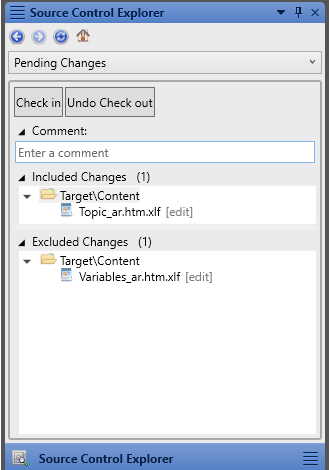 Source Control Explorer
Pending Changes
Check in Undo Check out
Comment:
Enter a comment
Included Changes (1)
Target\Content
Topic_ar.htm.xlf [edit]
Excluded Changes (1)
Target\Content
Variables_ar.htm.xlf [edit]
Source Control Explorer